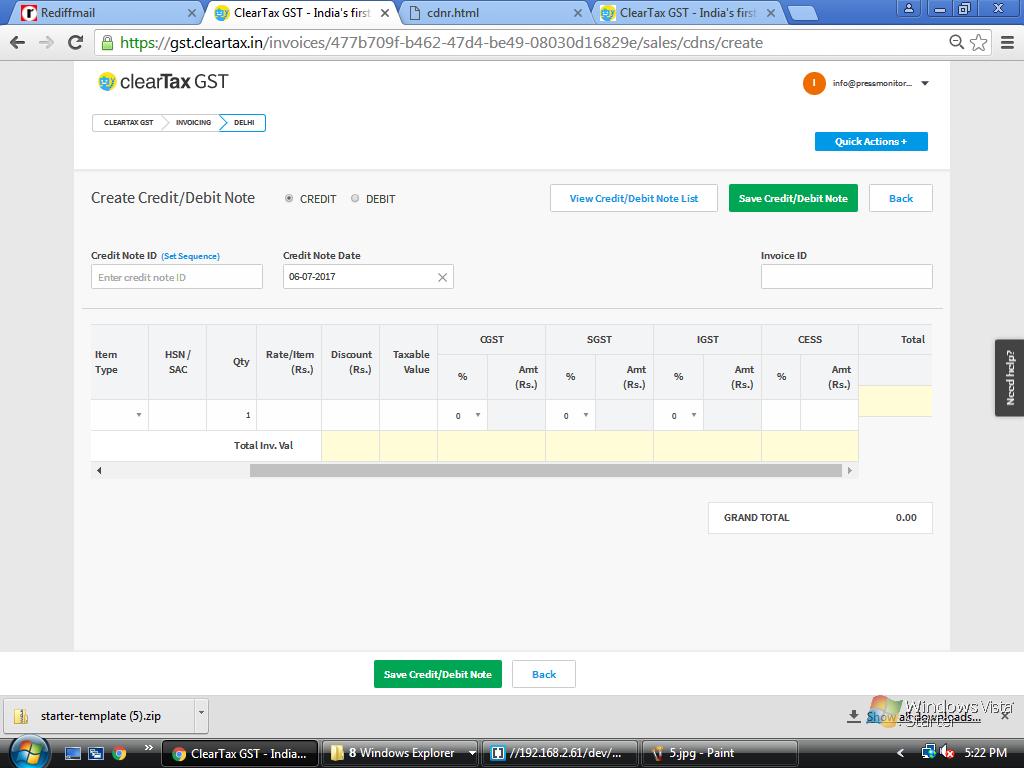 Rediffmail
ClearTax GST - India's first
cdnr.html
ClearTax GST - India's first
https://gst.cleartax.in/invoices/477b709f-b462-47d4-be49-08030d16829e/sales/cdns/create
clearTax GST
I
info@pressmonitor...
CLEARTAX GST
INVOICING
DELHI
Quick Actions +
Create Credit/Debit Note
CREDIT
DEBIT
View Credit/Debit Note List
Save Credit/Debit Note
Back
Credit Note ID (Set Sequence)
Credit Note Date
Invoice ID
Enter credit note ID
06-07-2017
CGST
SGST
IGST
CESS
Total
Item
Type
HSN /
SAC
Qty
Rate/Item
(Rs.)
Discount
(Rs.)
Taxable
Value
%
Amt
(Rs.)
%
Amt
(Rs.)
%
Amt
(Rs.)
%
Amt
(Rs.)
1
0
0
0
Total Inv. Val
GRAND TOTAL
0.00
Need help?
Save Credit/Debit Note
Back
starter-template (5).zip
Show all downloads...
Windows Vista
Starter
ClearTax GST - India...
8 Windows Explorer
//192.168.2.61/dev/...
5.jpg - Paint
5:22 PM